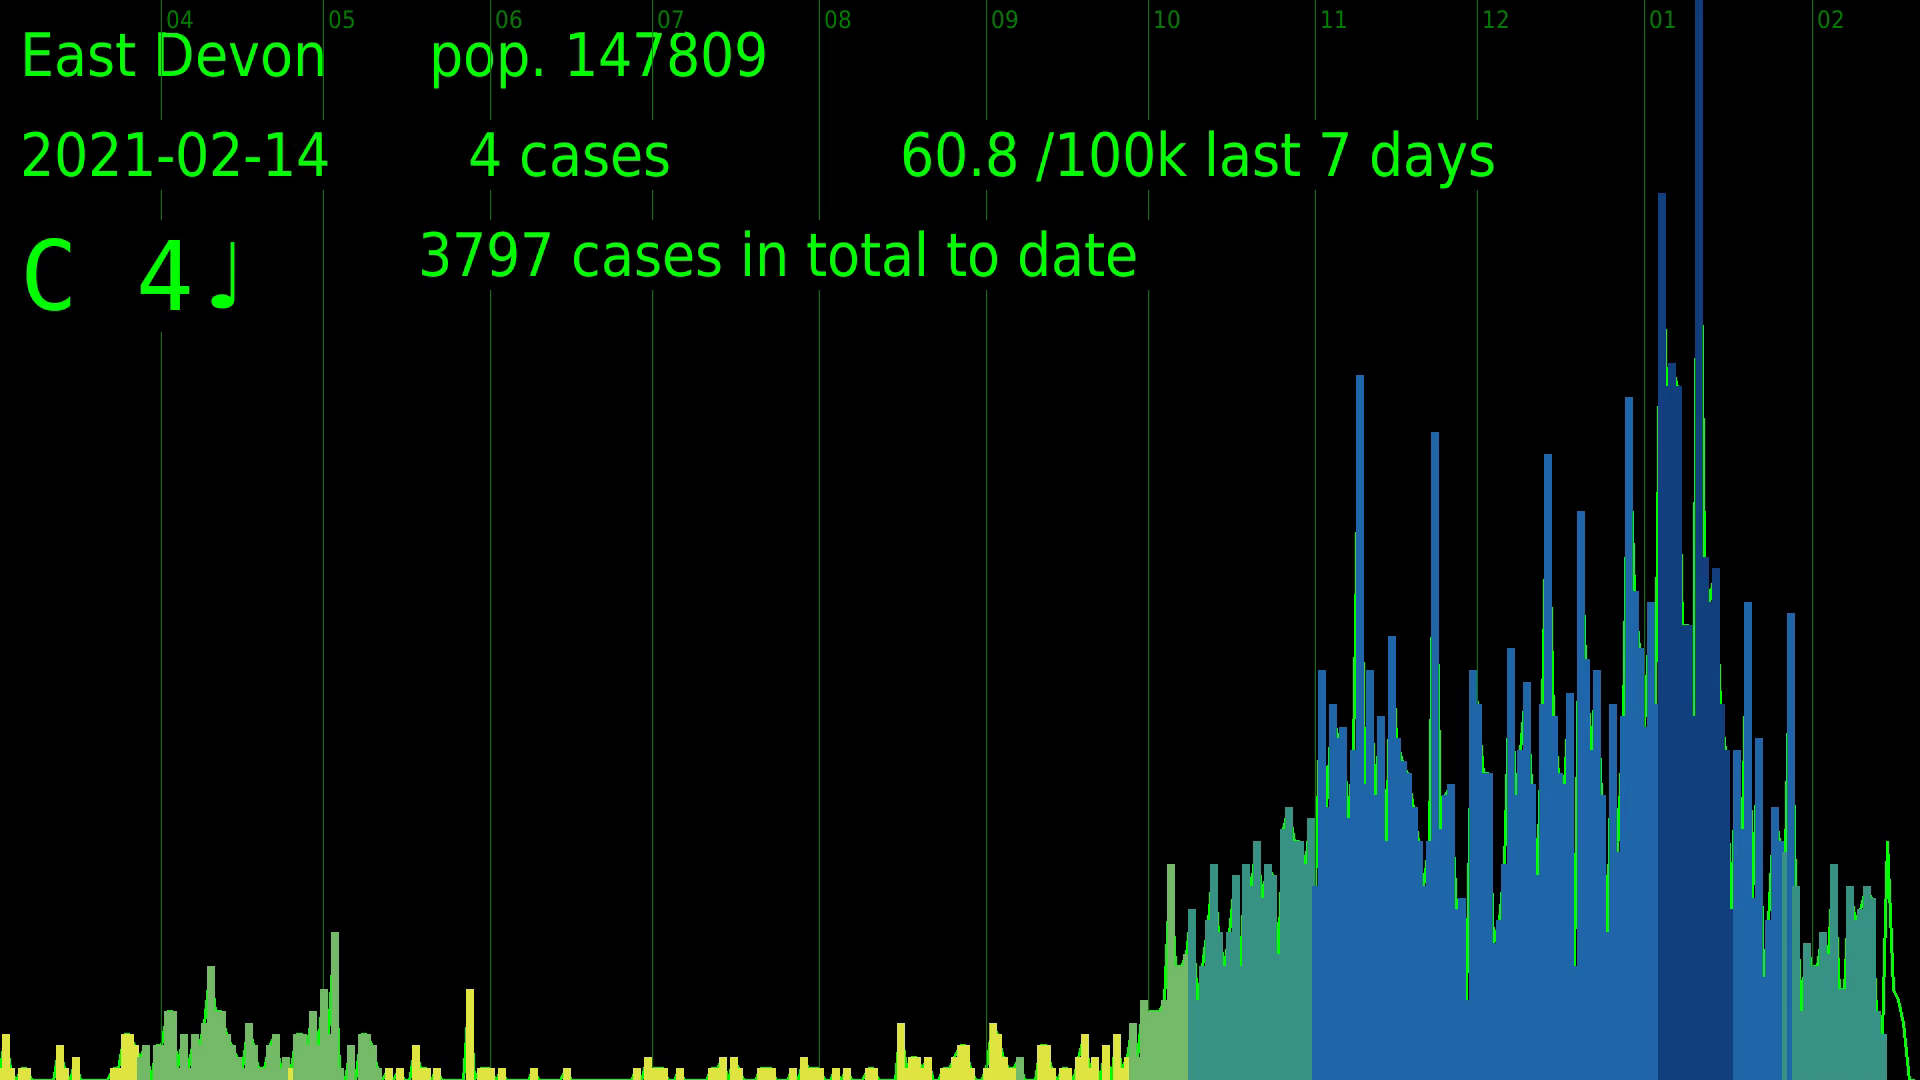 04 05 06 07 08 09 10 11 12 01 02
East Devon pop. 147809
2021-02-14 4 cases 60.8 /100k last 7 days
C 4♩ 3797 cases in total to date